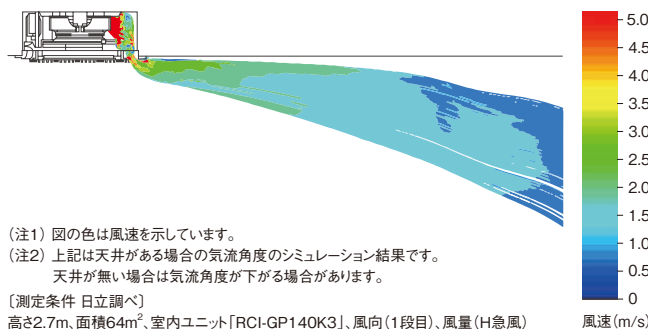 5.0
4.5
4.0
3.5
3.0
2.5
2.0
1.5
1.0
0.5
0
風速(m/s)
(注1) 図の色は風速を示しています。
(注2) 上記は天井がある場合の気流角度のシミュレーション結果です。
天井が無い場合は気流角度が下がる場合があります。
〔測定条件 日立調べ〕
高さ2.7m、面積64m²、室内ユニット「RCI-GP140K3」、風向(1段目)、風量(H急風)